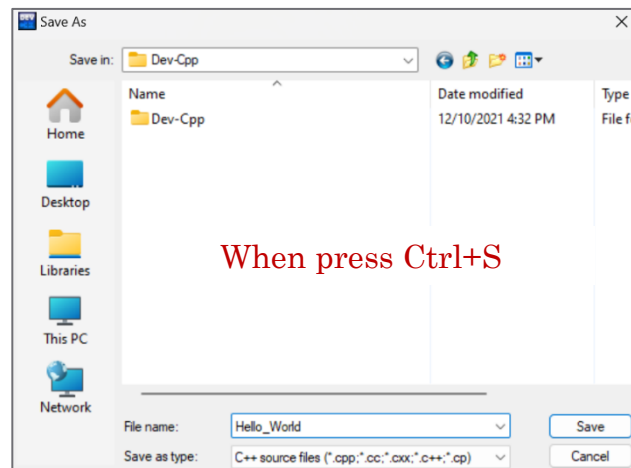 DEV Save As
Save in: Dev-Cpp
Name Date modified Type
Dev-Cpp 12/10/2021 4:32 PM File f
Home
Desktop
Libraries
This PC
Network
When press Ctrl+S
File name: Hello_World Save
Save as type: C++ source files (*.cpp;*.cc;*.cxx;*.c++;*.cp) Cancel